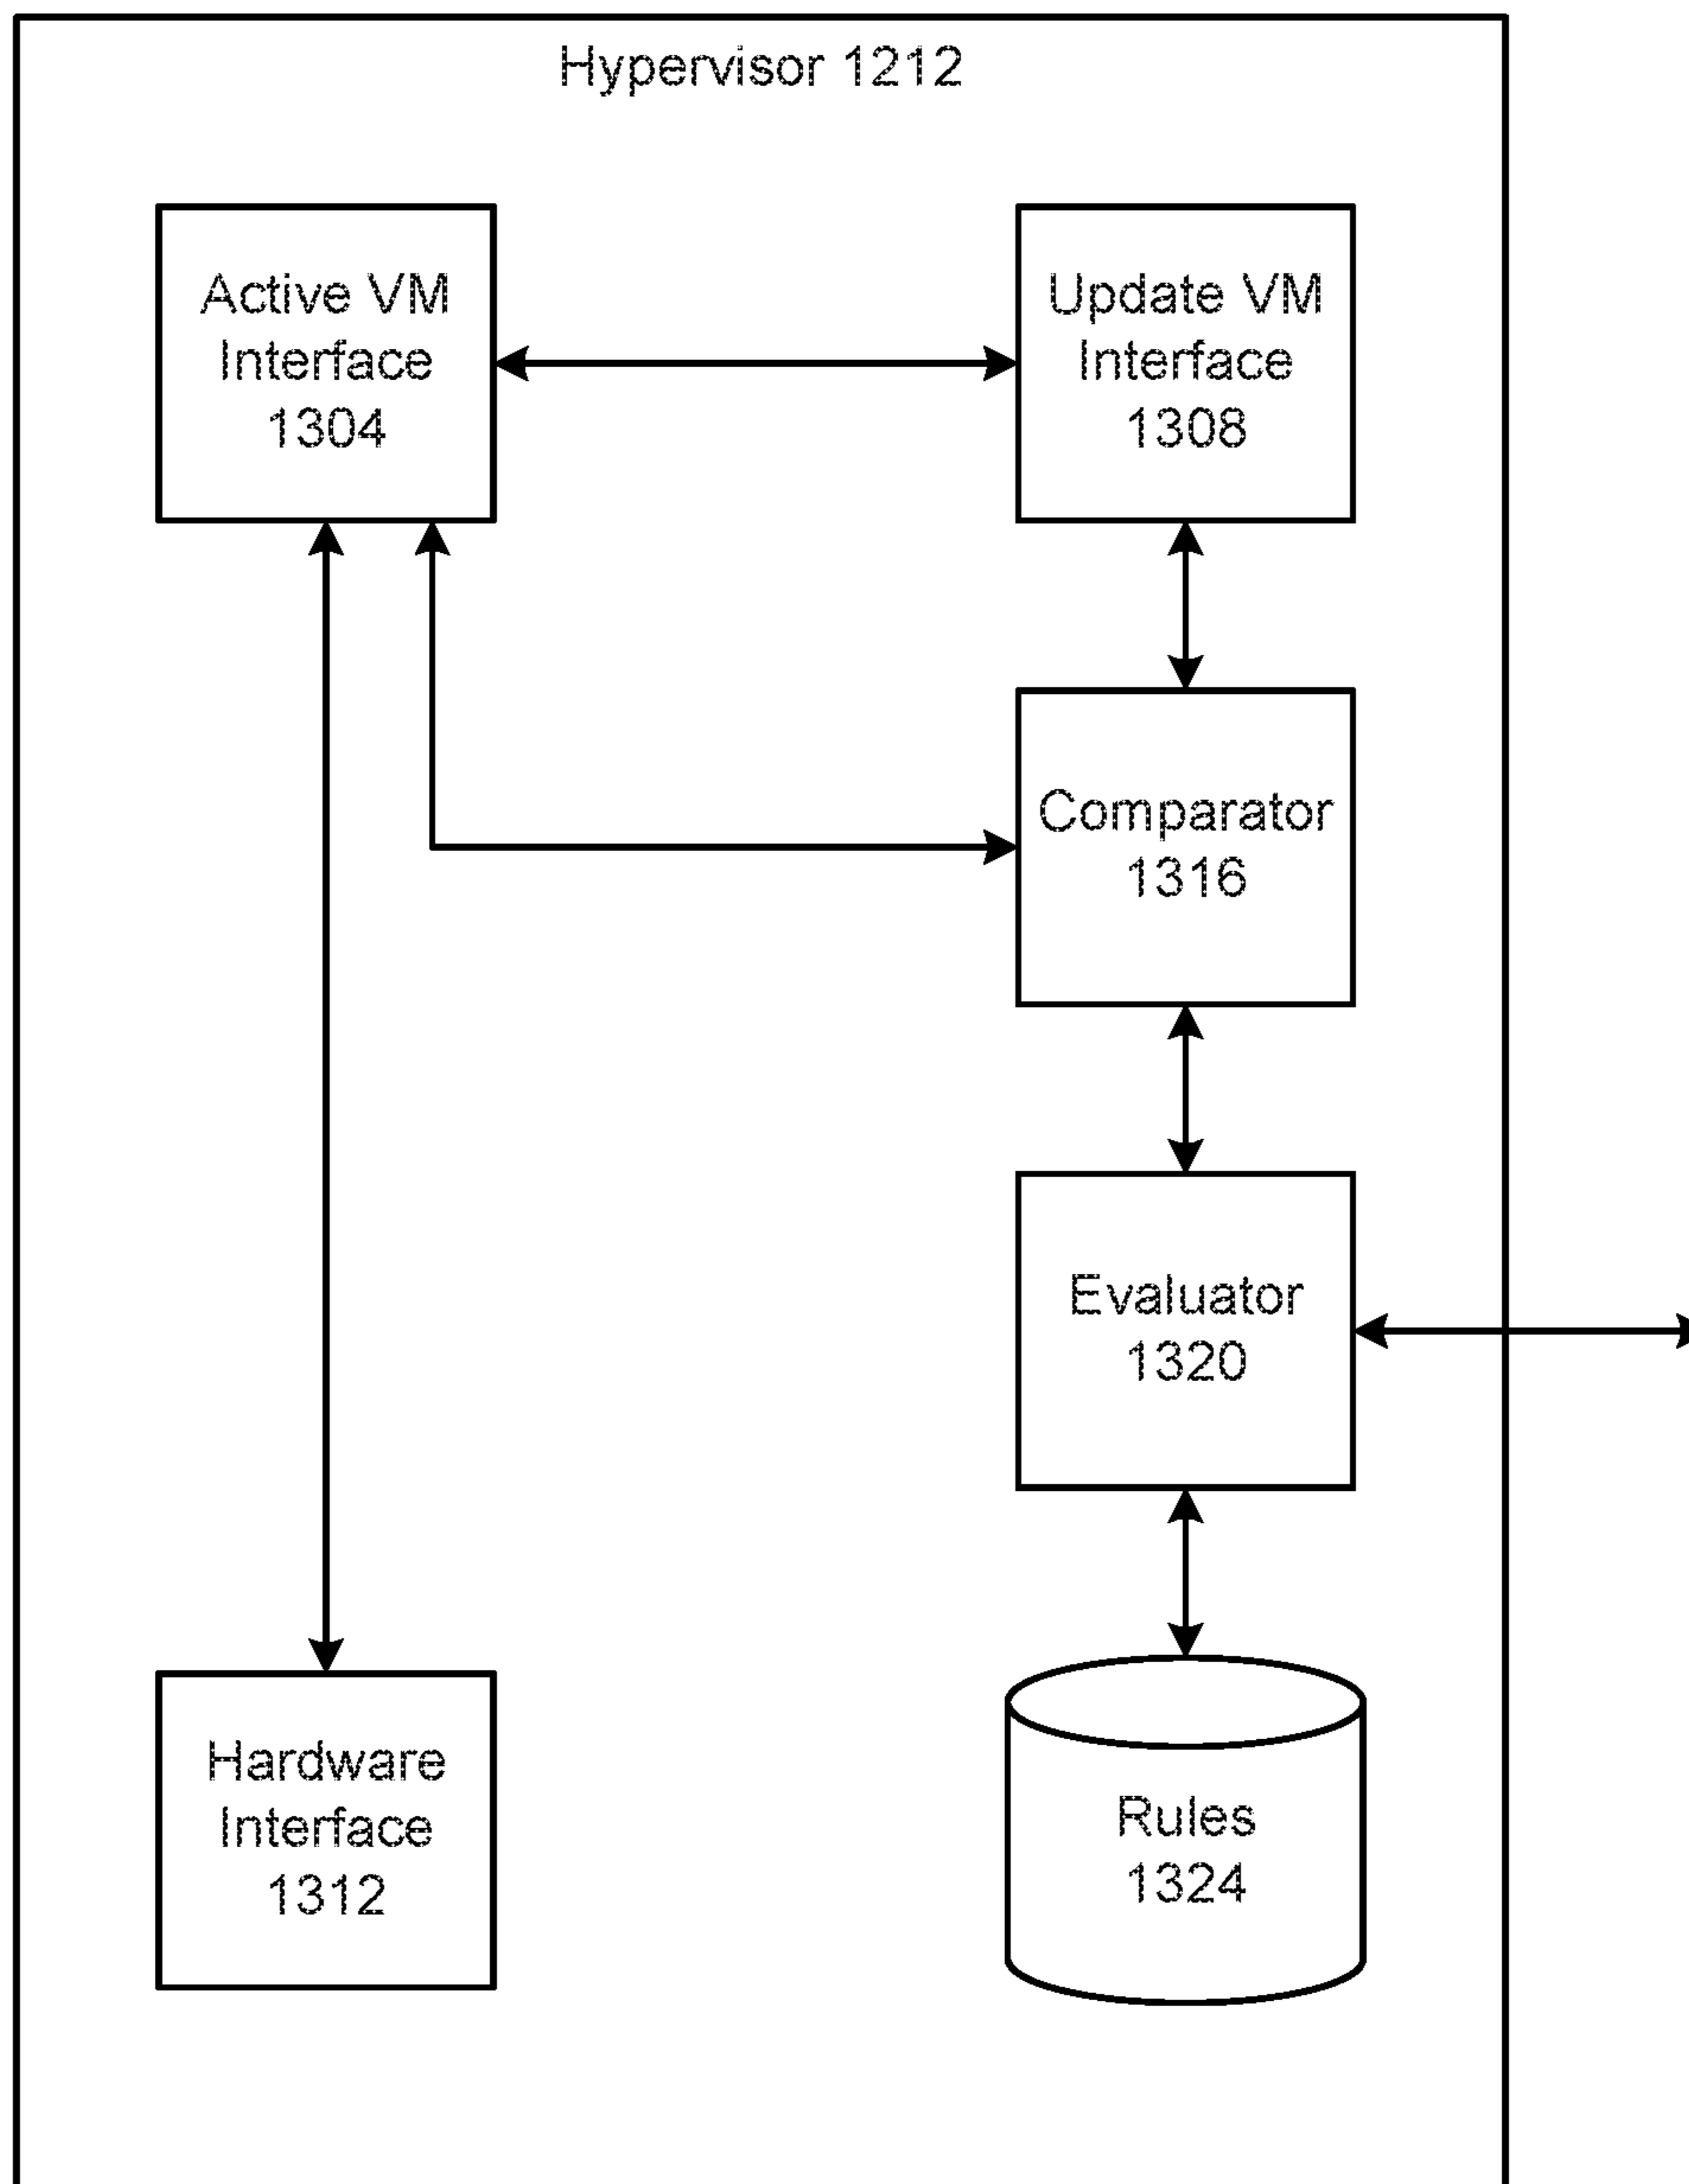 Hypervisor 1212
Active VM
Interface
1304
Update VM
Interface
1308
Comparator
1316
Evaluator
1320
Hardware
Interface
1312
Rules
1324